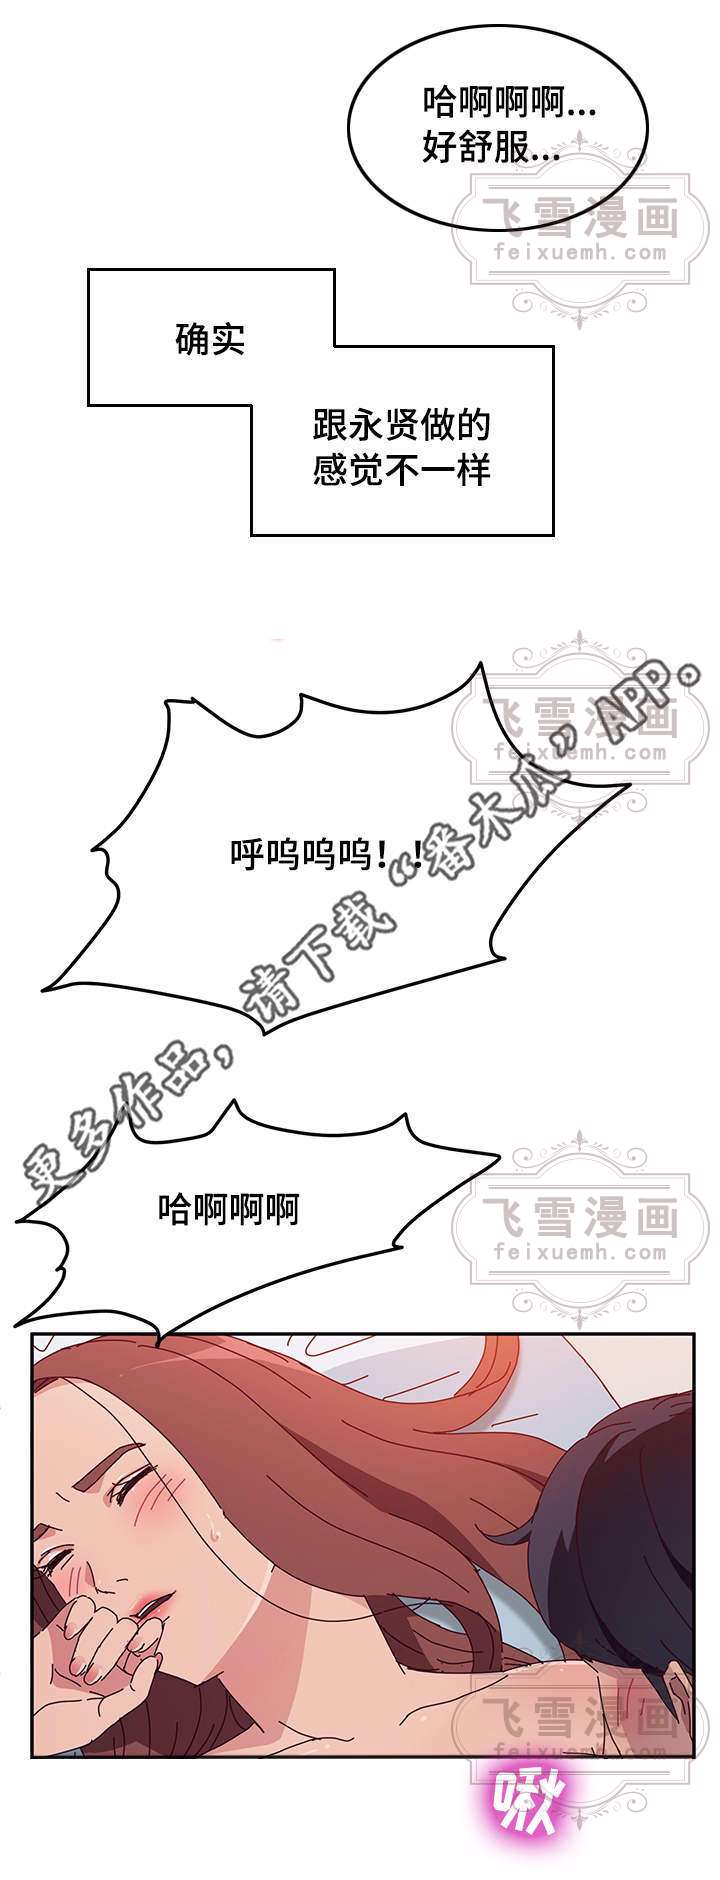 哈啊啊啊...
好舒服...
飞雪漫画
feixuemh.com
确实
跟永贤做的
感觉不一样
飞雪漫画
feixuemh.com
呼呜呜呜！！
更多作品，请下载“番木瓜”APP。
哈啊啊啊
飞雪漫画
feixuemh.com
飞雪漫画
feixuemh.com
啾